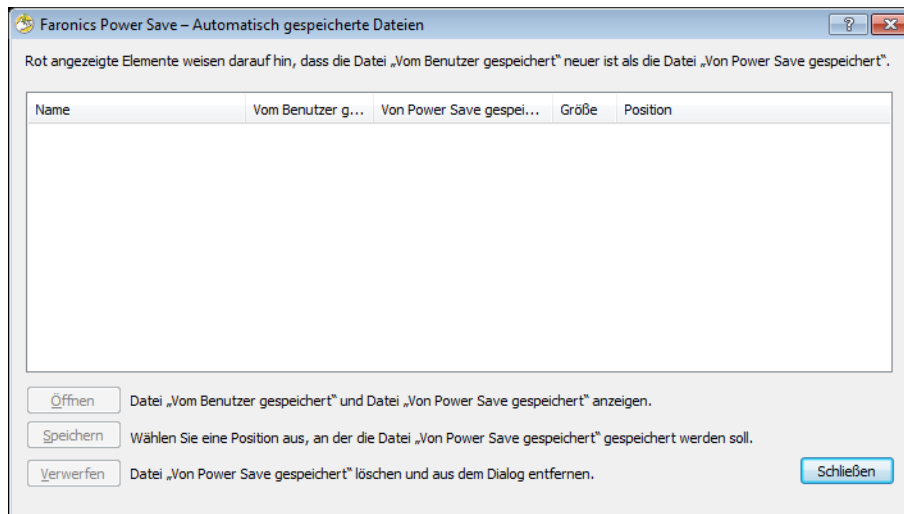 Faronics Power Save – Automatisch gespeicherte Dateien
Rot angezeigte Elemente weisen darauf hin, dass die Datei „Vom Benutzer gespeichert“ neuer ist als die Datei „Von Power Save gespeichert“.
Name Vom Benutzer g... Von Power Save gespei... Größe Position
Öffnen Datei „Vom Benutzer gespeichert“ und Datei „Von Power Save gespeichert“ anzeigen.
Speichern Wählen Sie eine Position aus, an der die Datei „Von Power Save gespeichert“ gespeichert werden soll.
Verwerfen Datei „Von Power Save gespeichert“ löschen und aus dem Dialog entfernen. Schließen